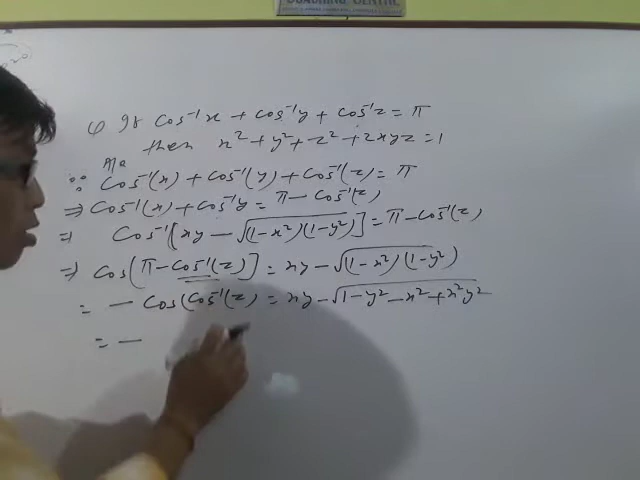 COACHING CENTRE
If Cos⁻¹x + Cos⁻¹y + Cos⁻¹z = π
then x² + y² + z² + 2xyz = 1
∵ Cos⁻¹(x) + Cos⁻¹(y) + Cos⁻¹(z) = π
⇒ Cos⁻¹(x) + Cos⁻¹y = π - Cos⁻¹(z)
⇒ Cos⁻¹[xy - √(1-x²)(1-y²)] = π - Cos⁻¹(z)
⇒ Cos(π - Cos⁻¹(z)] = xy - √(1-x²)(1-y²)
= - Cos(Cos⁻¹(z) = xy - √1-y²-x²+x²y²
= -